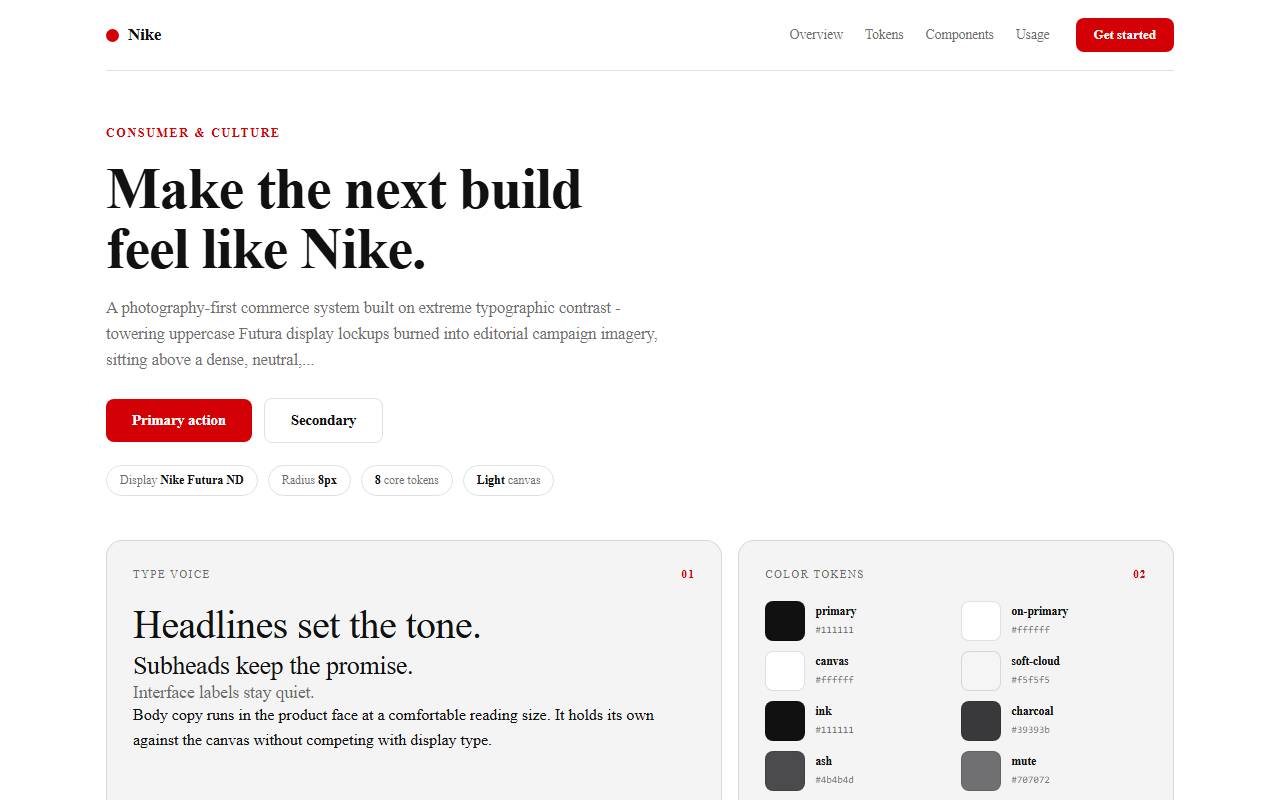 Nike
Overview Tokens Components Usage Get started
CONSUMER & CULTURE
Make the next build
feel like Nike.
A photography-first commerce system built on extreme typographic contrast -
towering uppercase Futura display lockups burned into editorial campaign imagery,
sitting above a dense, neutral,...
Primary action Secondary
Display Nike Futura ND Radius 8px 8 core tokens Light canvas
TYPE VOICE 01
Headlines set the tone.
Subheads keep the promise.
Interface labels stay quiet.
Body copy runs in the product face at a comfortable reading size. It holds its own
against the canvas without competing with display type.
COLOR TOKENS 02
primary
#111111
on-primary
#ffffff
canvas
#ffffff
soft-cloud
#f5f5f5
ink
#111111
charcoal
#39393b
ash
#4b4b4d
mute
#707072